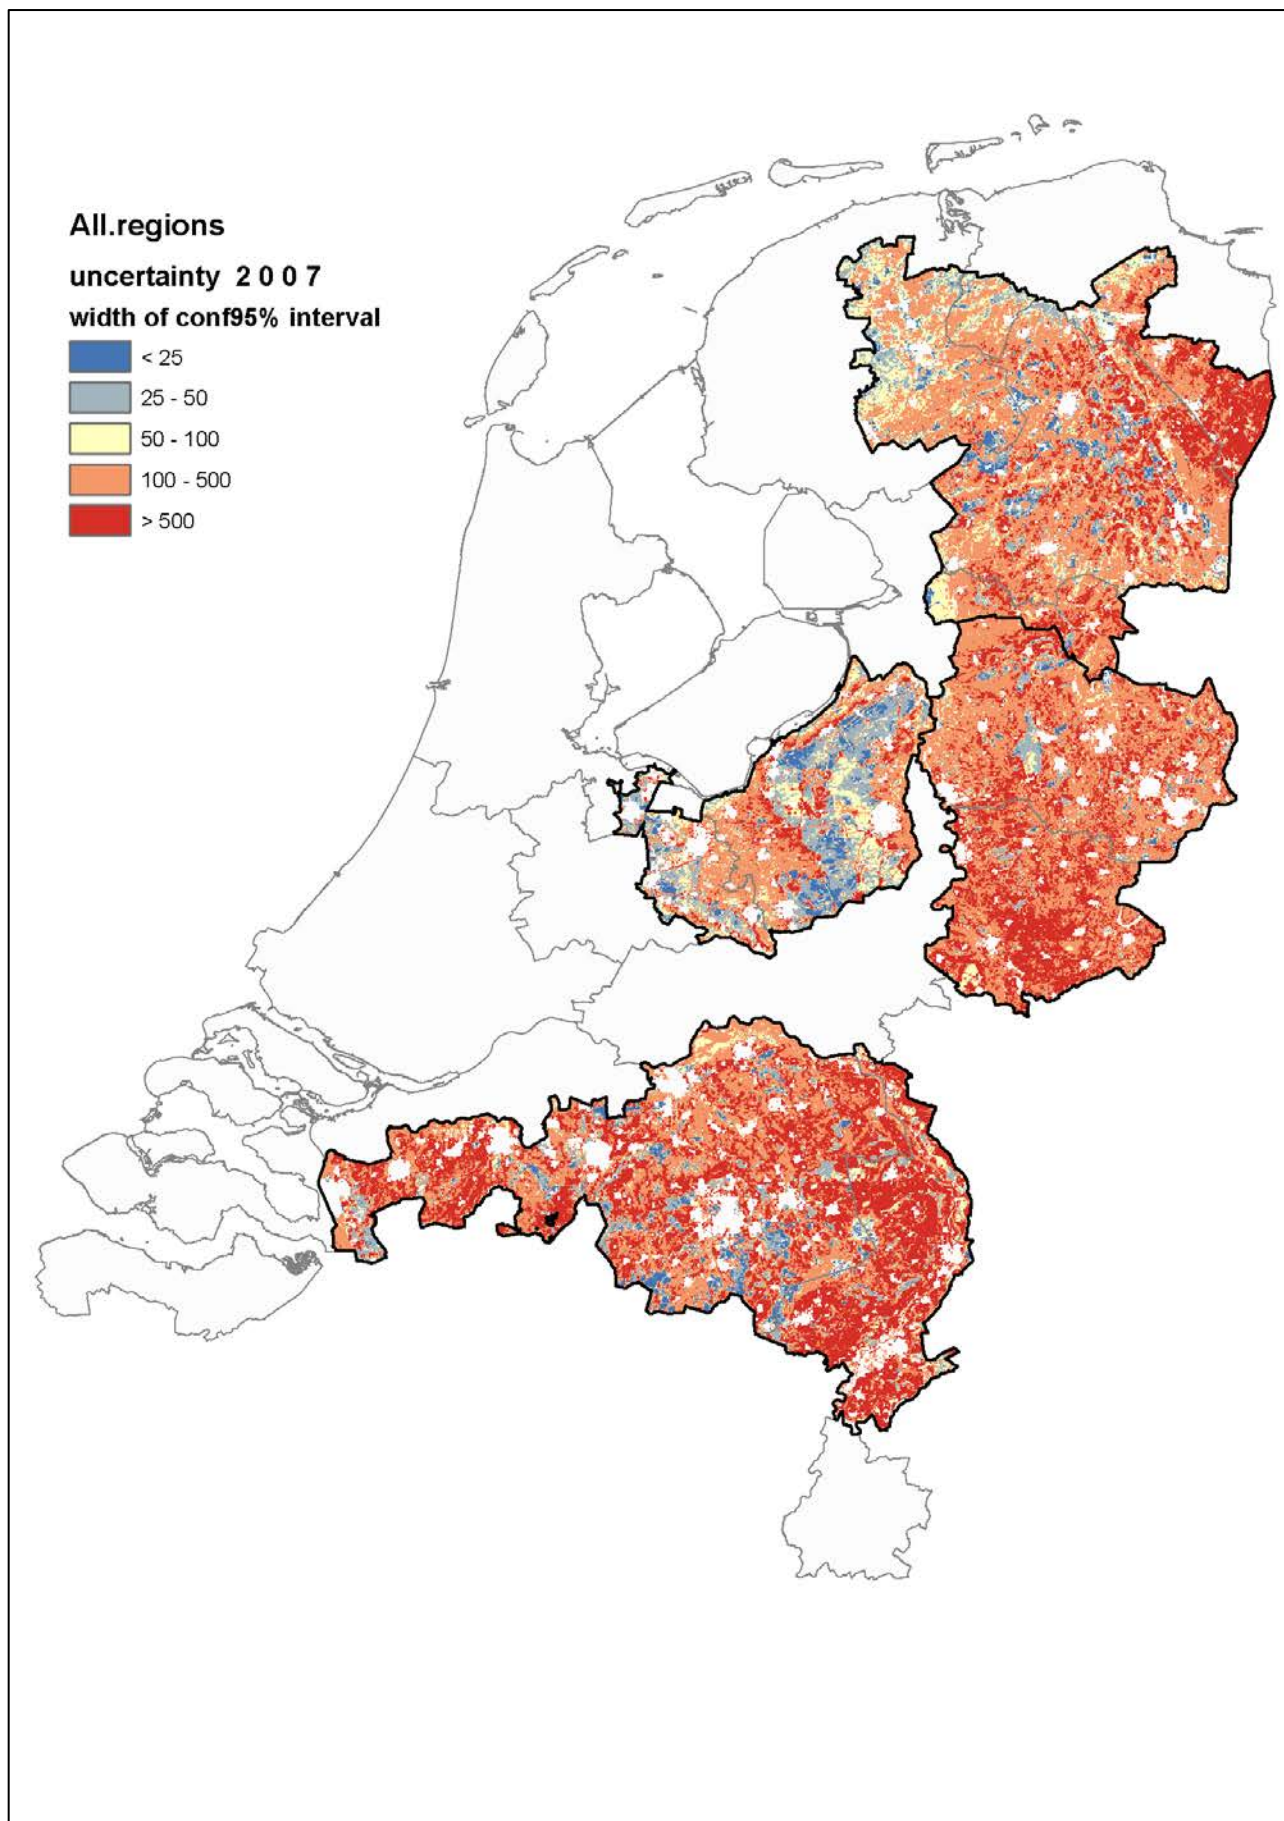 All.regions
uncertainty 2 0 0 7
width of conf95% interval
< 25
25 - 50
50 - 100
100 - 500
> 500